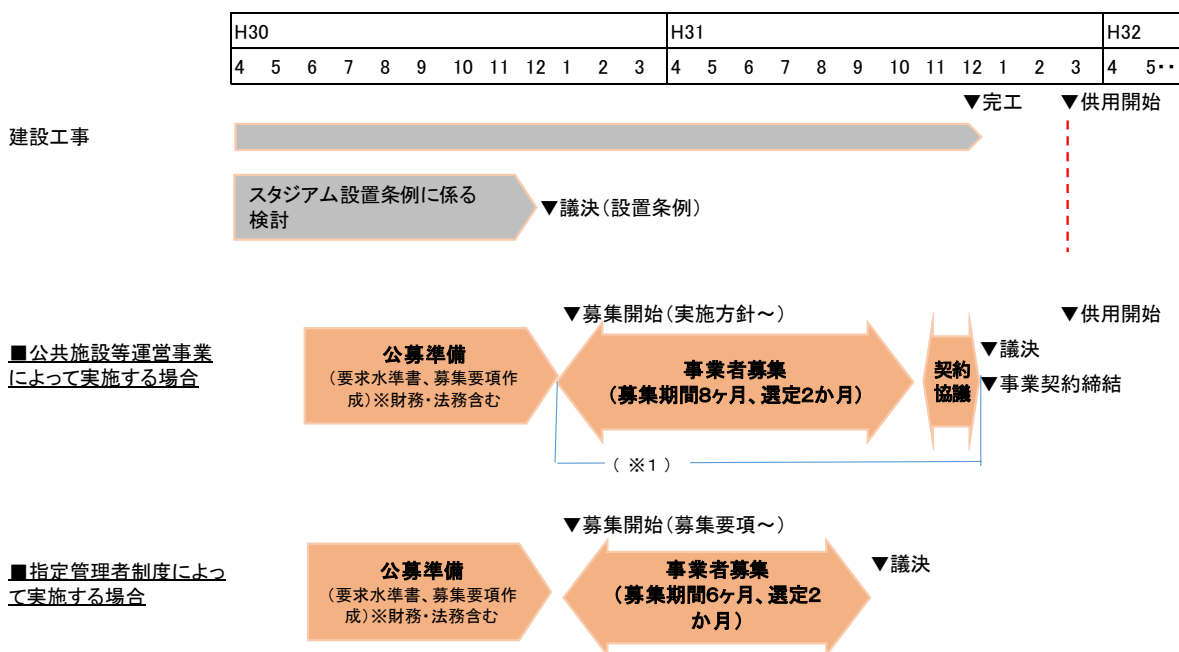 H30 H31 H32
4 5 6 7 8 9 10 11 12 1 2 3 4 5 6 7 8 9 10 11 12 1 2 3 4 5‥
▼完工 ▼供用開始
建設工事
スタジアム設置条例に係る
検討
▼議決(設置条例)
▼募集開始(実施方針～) ▼供用開始
■公共施設等運営事業
によって実施する場合
公募準備
(要求水準書、募集要項作
成)※財務・法務含む
事業者募集
(募集期間8ヶ月、選定2か月)
契約
協議
▼議決
▼事業契約締結
( ※1 )
▼募集開始(募集要項～)
■指定管理者制度によっ
て実施する場合
公募準備
(要求水準書、募集要項作
成)※財務・法務含む
事業者募集
(募集期間6ヶ月、選定2
か月)
▼議決